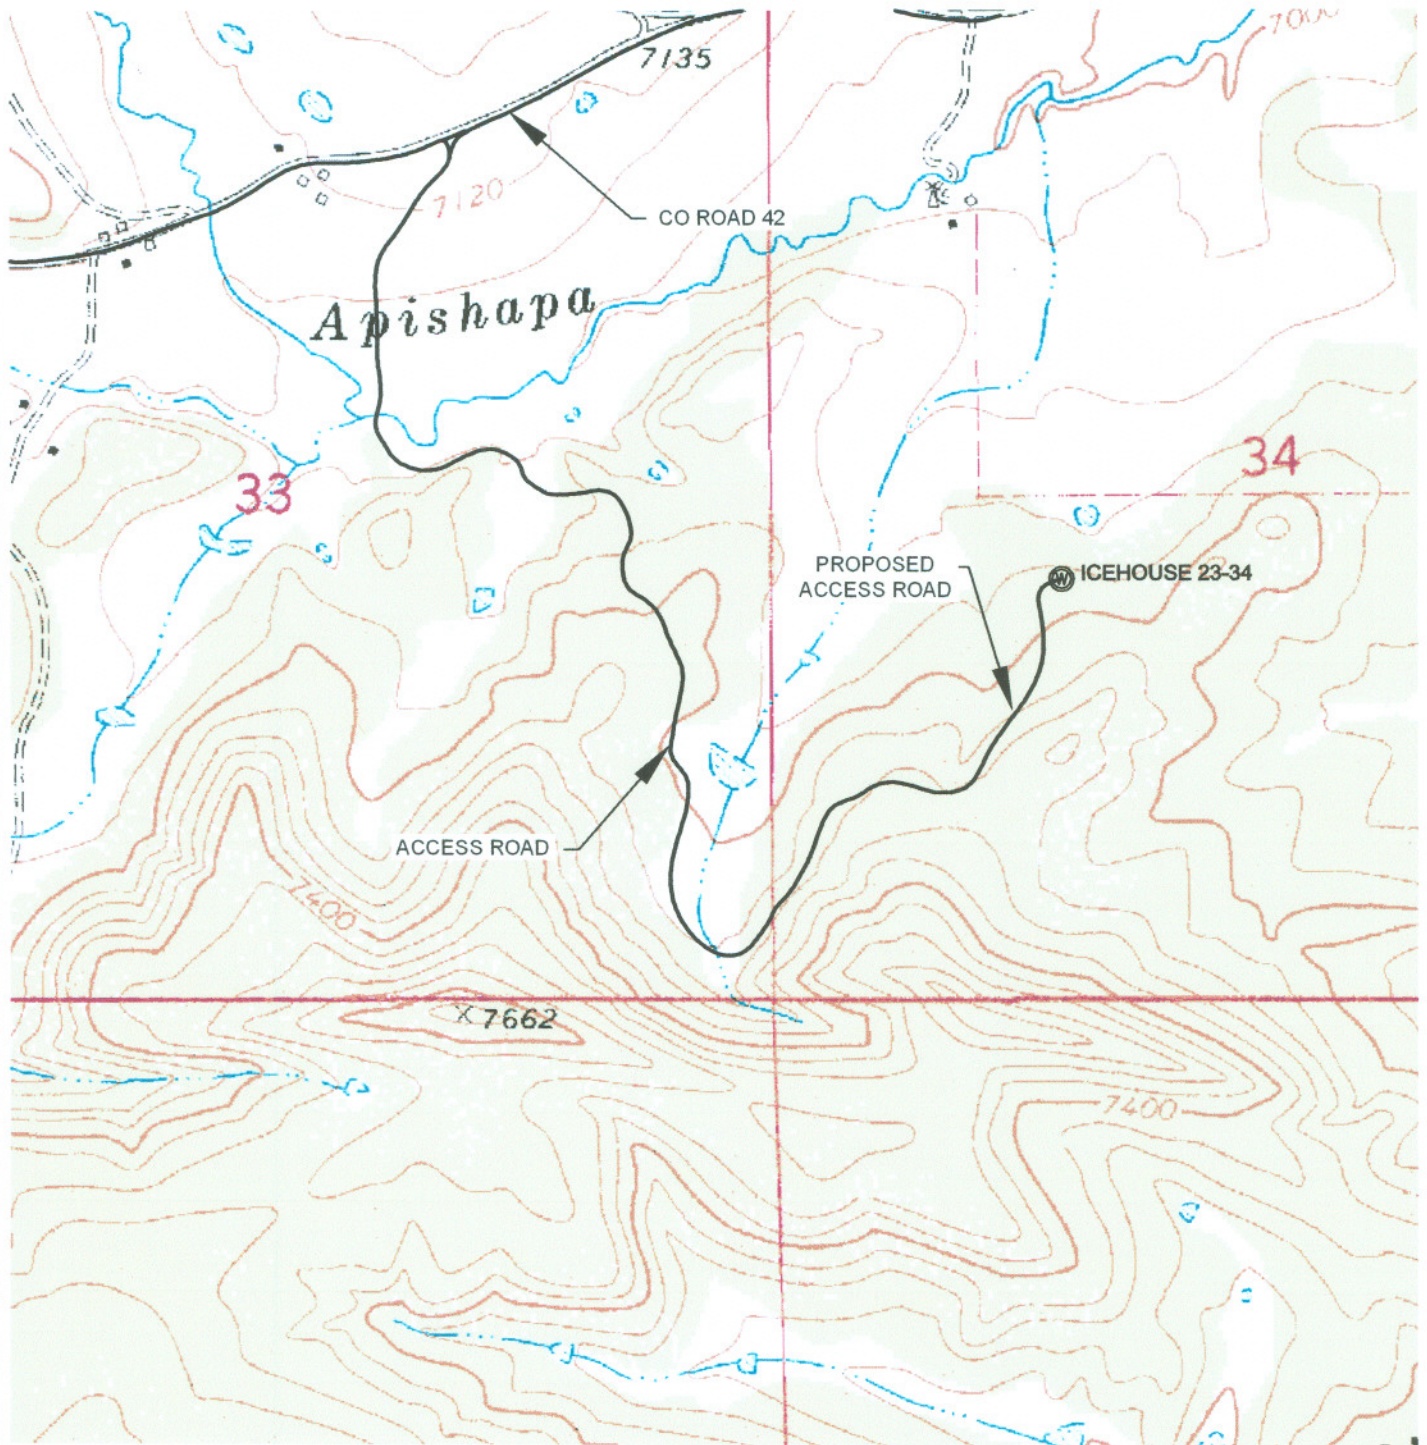 7000
7135
7120
CO ROAD 42
Apishapa
33
34
PROPOSED
ACCESS ROAD
ICEHOUSE 23-34
ACCESS ROAD
7400
7662
7400